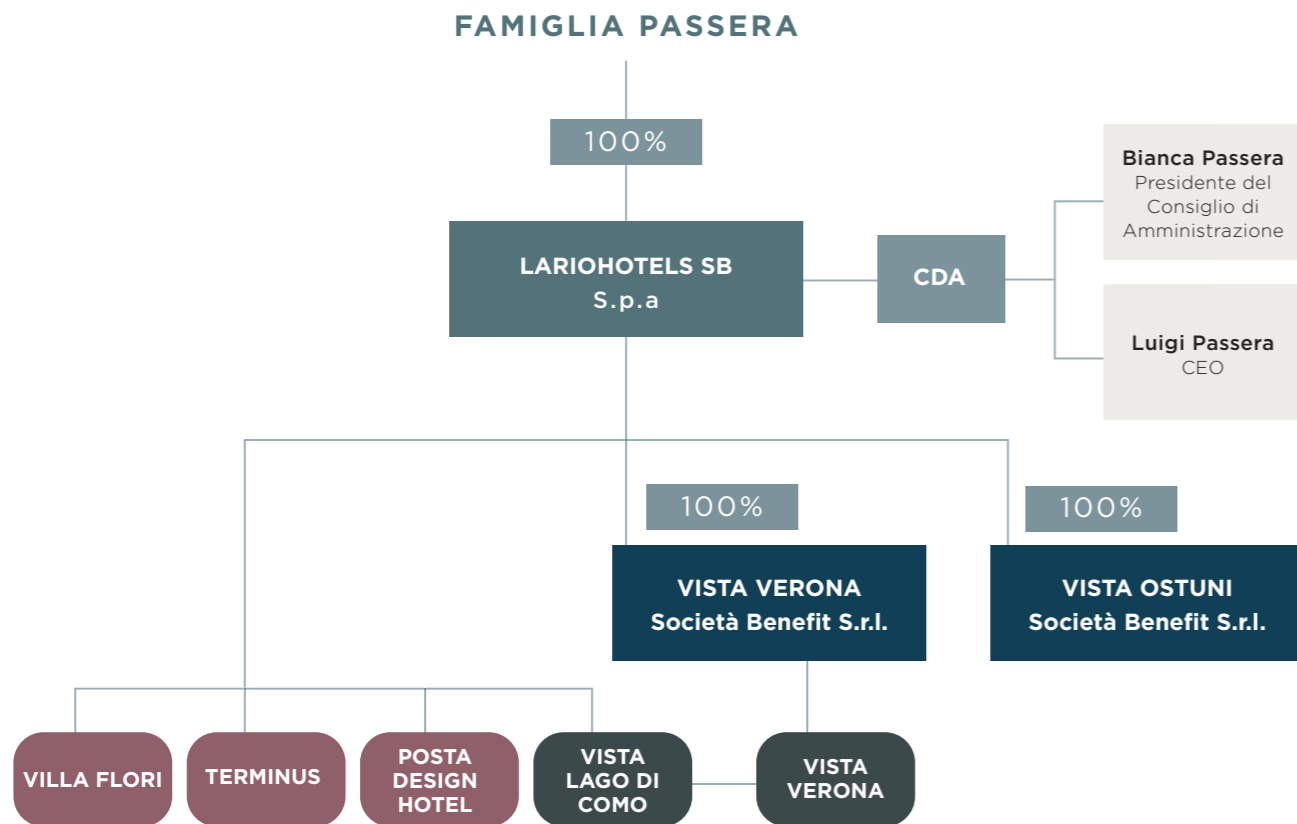 FAMIGLIA PASSERA
100%
LARIOHOTELS SB
S.p.a
CDA
Bianca Passera
Presidente del
Consiglio di
Amministrazione
Luigi Passera
CEO
100%
VISTA VERONA
Società Benefit S.r.l.
100%
VISTA OSTUNI
Società Benefit S.r.l.
VILLA FLORI
TERMINUS
POSTA
DESIGN
HOTEL
VISTA
LAGO DI
COMO
VISTA
VERONA